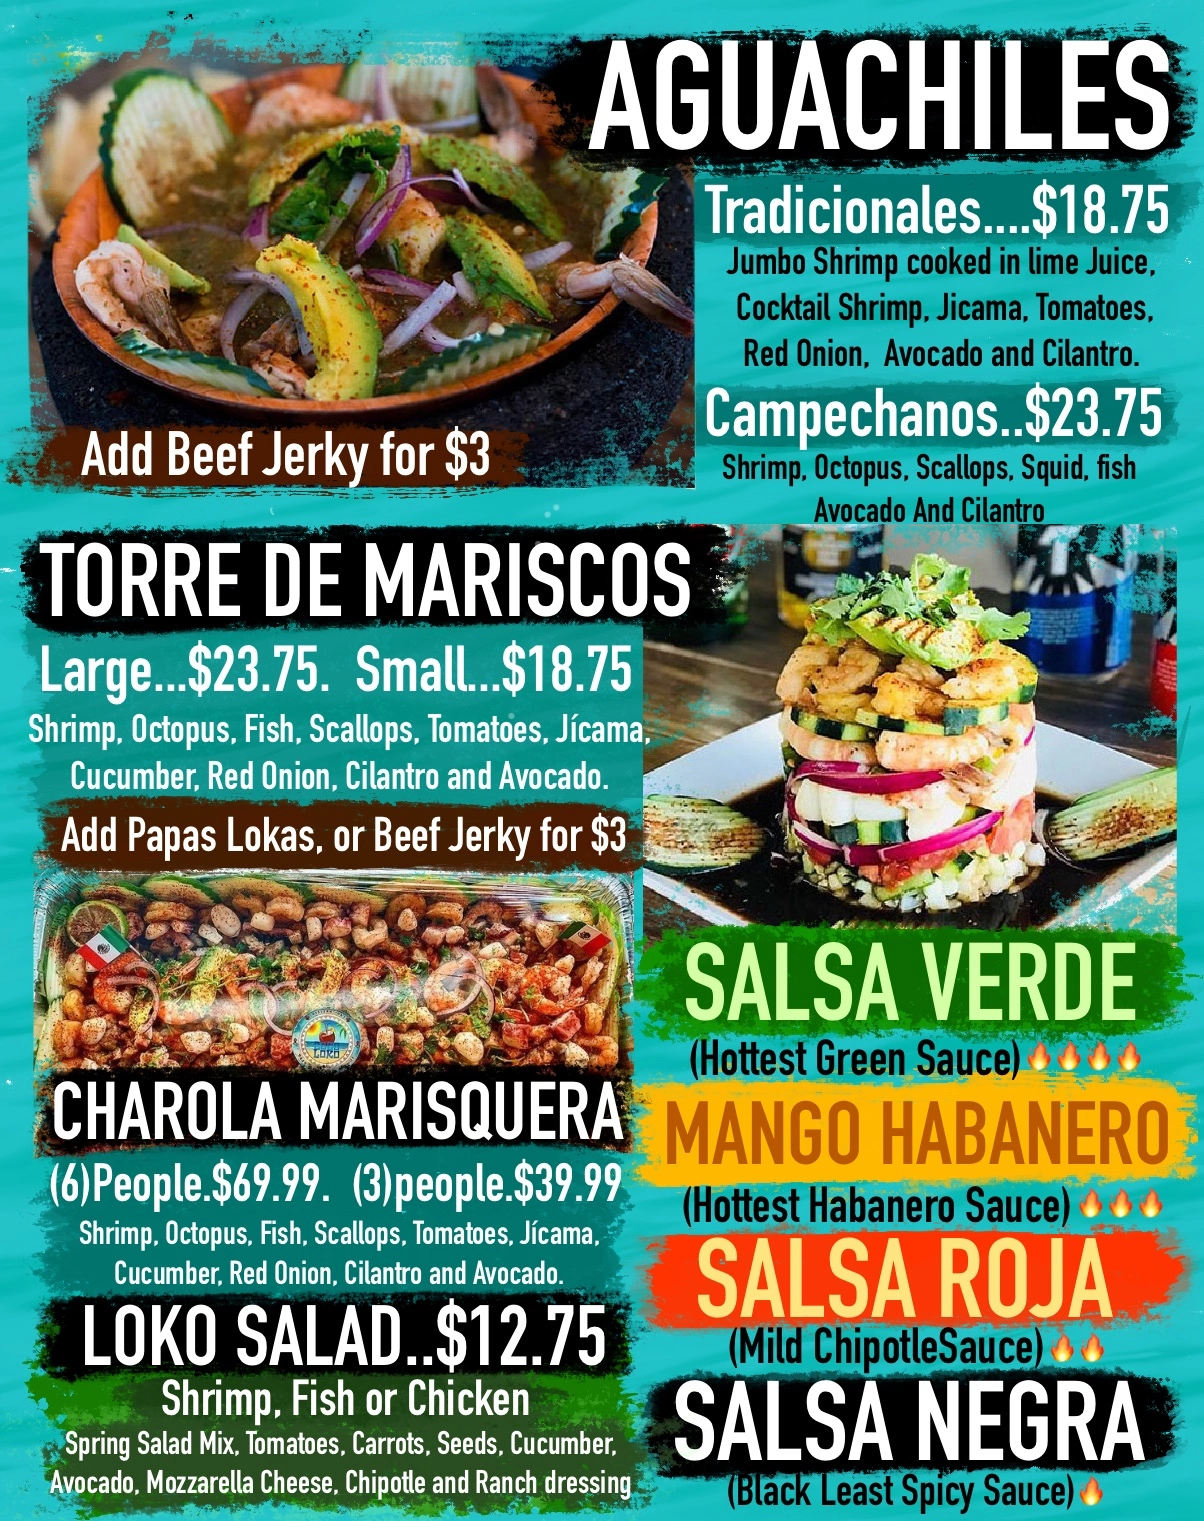 AGUACHILES
Tradicionales....$18.75
Jumbo Shrimp cooked in lime Juice,
Cocktail Shrimp, Jicama, Tomatoes,
Red Onion, Avocado and Cilantro.
Campechanos..$23.75
Shrimp, Octopus, Scallops, Squid, fish
Avocado And Cilantro
Add Beef Jerky for $3
TORRE DE MARISCOS
Large...$23.75. Small...$18.75
Shrimp, Octopus, Fish, Scallops, Tomatoes, Jícama,
Cucumber, Red Onion, Cilantro and Avocado.
Add Papas Lokas, or Beef Jerky for $3
LOKO
CHAROLA MARISQUERA
(6)People.$69.99. (3)people.$39.99
Shrimp, Octopus, Fish, Scallops, Tomatoes, Jícama,
Cucumber, Red Onion, Cilantro and Avocado.
LOKO SALAD..$12.75
Shrimp, Fish or Chicken
Spring Salad Mix, Tomatoes, Carrots, Seeds, Cucumber,
Avocado, Mozzarella Cheese, Chipotle and Ranch dressing
SALSA VERDE
(Hottest Green Sauce)🔥🔥🔥🔥
MANGO HABANERO
(Hottest Habanero Sauce)🔥🔥🔥
SALSA ROJA
(Mild ChipotleSauce)🔥🔥
SALSA NEGRA
(Black Least Spicy Sauce)🔥